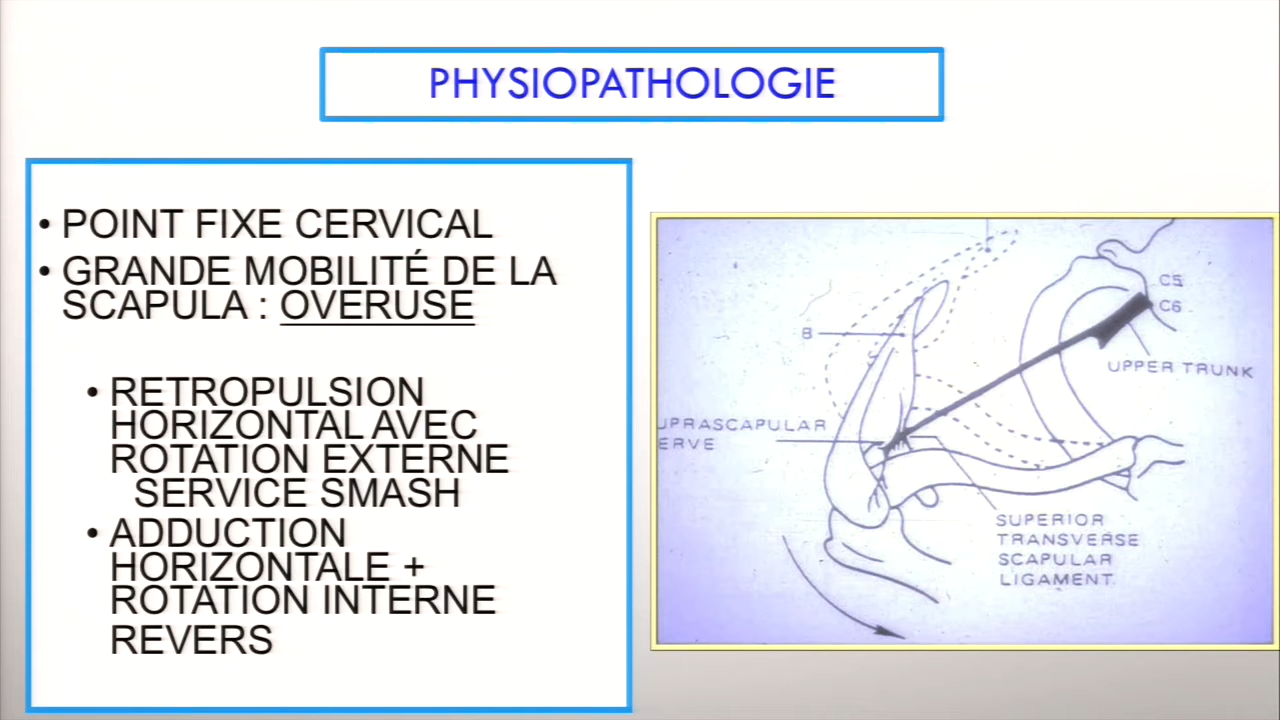 PHYSIOPATHOLOGIE
• POINT FIXE CERVICAL
• GRANDE MOBILITÉ DE LA
SCAPULA : OVERUSE
• RETROPULSION
HORIZONTAL AVEC
ROTATION EXTERNE
SERVICE SMASH
• ADDUCTION
HORIZONTALE +
ROTATION INTERNE
REVERS
C5
C6
B
UPPER TRUNK
UPRASCAPULAR
ERVE
SUPERIOR
TRANSVERSE
SCAPULAR
LIGAMENT